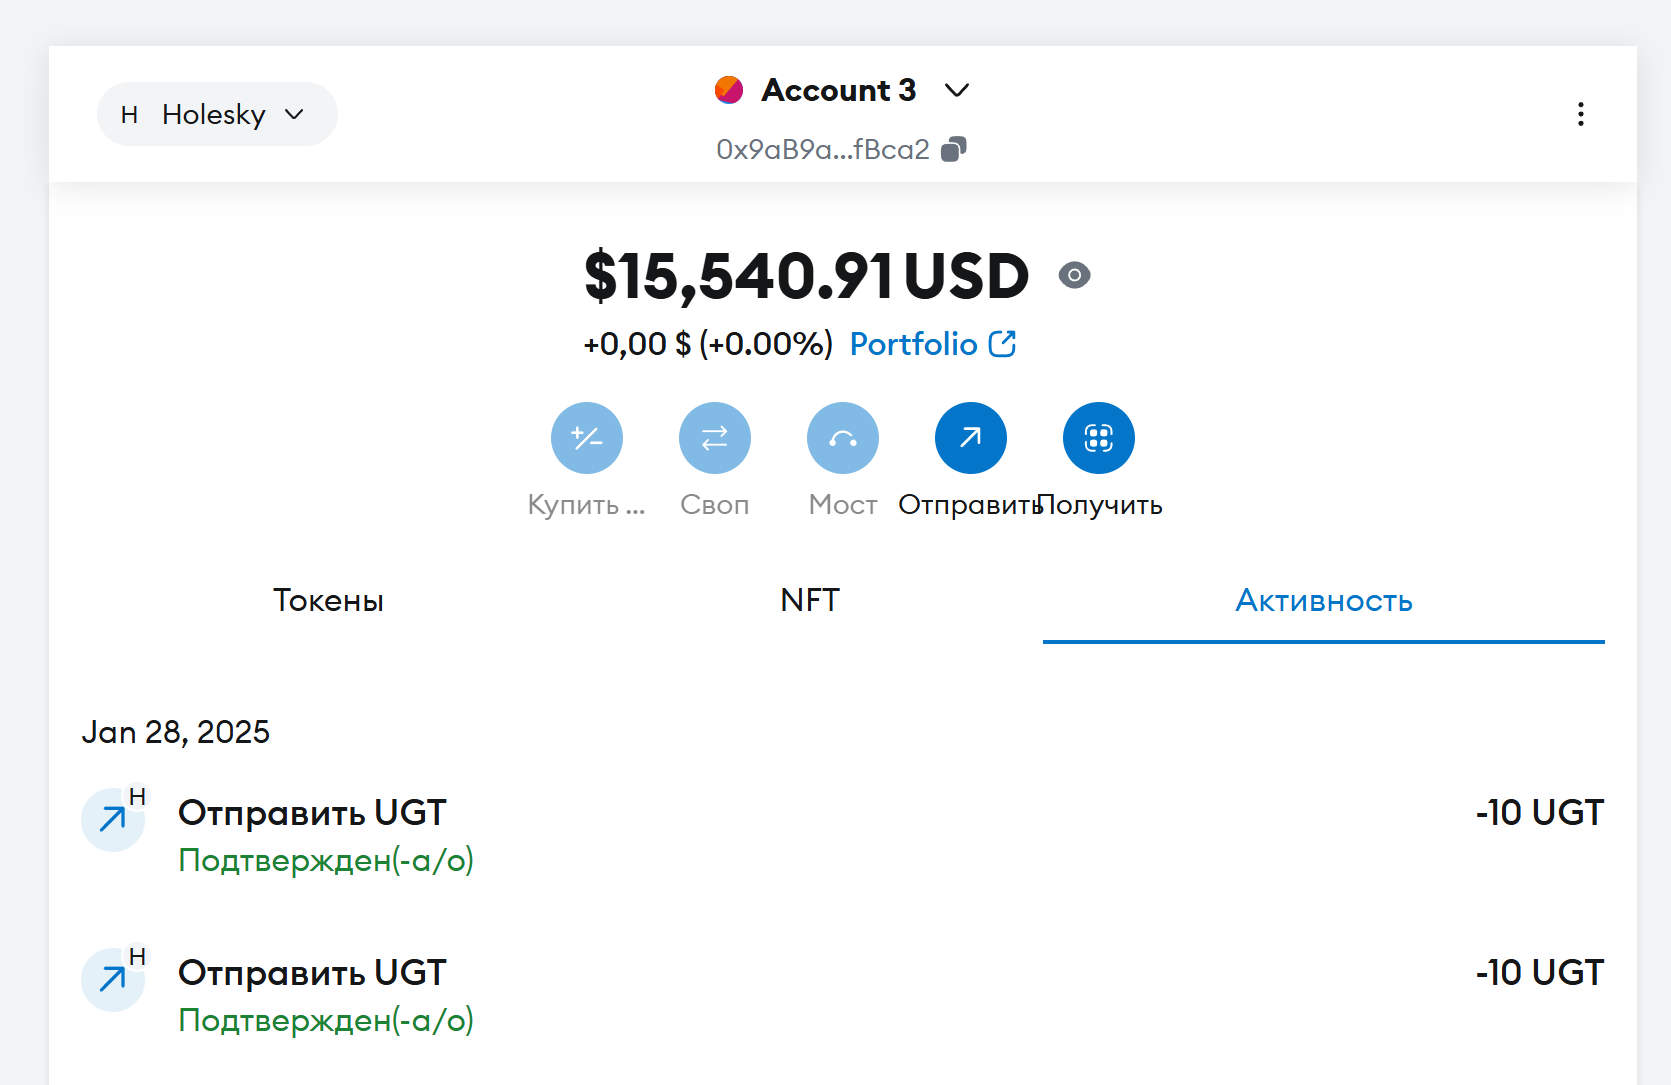 H Holesky
Account 3
0x9aB9a...fBca2
$15,540.91 USD
+0,00 $ (+0.00%) Portfolio
Купить ... Своп Мост Отправить Получить
Токены NFT Активность
Jan 28, 2025
H
Отправить UGT -10 UGT
Подтвержден(-а/о)
H
Отправить UGT -10 UGT
Подтвержден(-а/о)